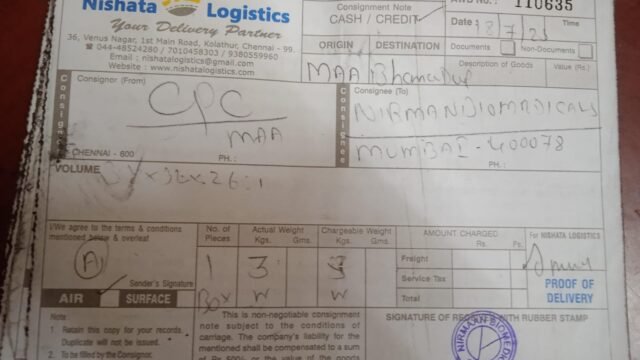 Nishata Logistics
Your Delivery Partner
36, Venus Nagar, 1st Main Road, Kolathur, Chennai - 99.
☎ 044-48524280 / 7010458303 / 9380559960
Email : nishatalogistics@gmail.com
Website : www.nishatalogistics.com
Consignment Note
CASH / CREDIT
110635
Date 18/7/23 Time
ORIGIN DESTINATION
Documents Non-Documents
MAA
Description of Goods Value (Rs.)
Consignor
Consignor (From)
CPC
MAA
CHENNAI - 600 PH. :
Consignee
Consignee (To)
MUMBAI - 400078
PH. :
VOLUME
I/We agree to the terms & conditions
mentioned below & overleaf
A
Sender's Signature
AIR SURFACE
No. of Pieces
Actual Weight
Kgs. Gms.
Chargeable Weight
Kgs. Gms.
1 3 3
BOX W W
AMOUNT CHARGED
Rs. Ps.
Freight
Service Tax
Total
For NISHATA LOGISTICS
PROOF OF
DELIVERY
Note :
1. Retain this copy for your records.
Duplicate will not be issued.
2. To be filled by the Consignor.
This is non-negotiable consignment
note subject to the conditions of
carriage. The company's liability for the
mentioned shall be compensated to a sum
SIGNATURE OF WITH RUBBER STAMP